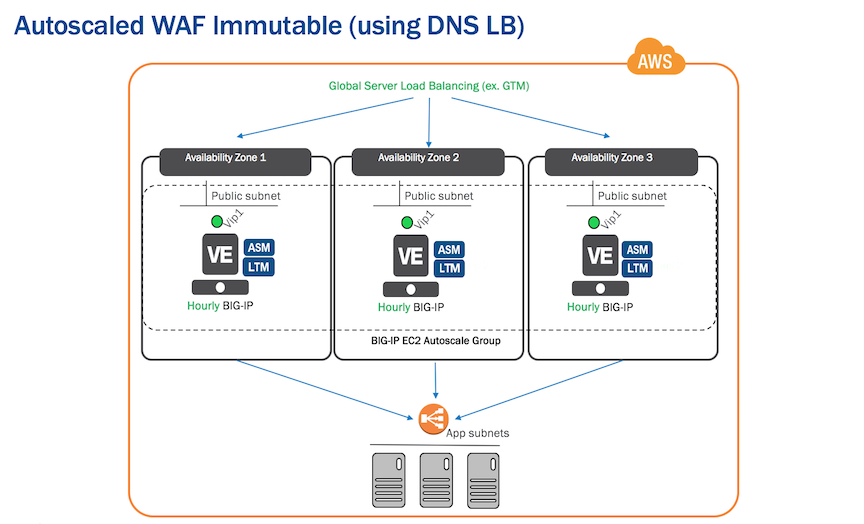 Autoscaled WAF Immutable (using DNS LB)
AWS
Global Server Load Balancing (ex. GTM)
Availability Zone 1
Availability Zone 2
Availability Zone 3
Public subnet
Public subnet
Public subnet
Vip1
Vip1
Vip1
VE
ASM
LTM
VE
ASM
LTM
VE
ASM
LTM
Hourly BIG-IP
Hourly BIG-IP
Hourly BIG-IP
BIG-IP EC2 Autoscale Group
App subnets